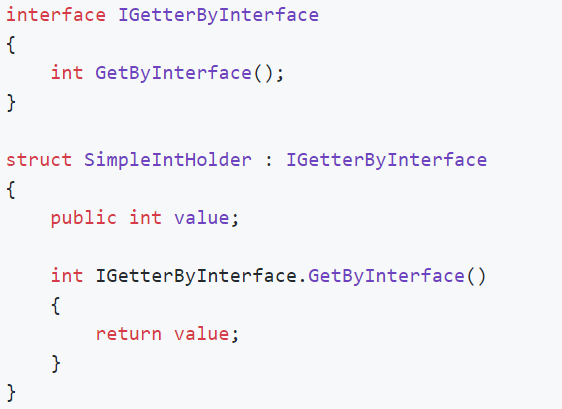 interface IGetterByInterface
{
    int GetByInterface();
}

struct SimpleIntHolder : IGetterByInterface
{
    public int value;

    int IGetterByInterface.GetByInterface()
    {
        return value;
    }
}